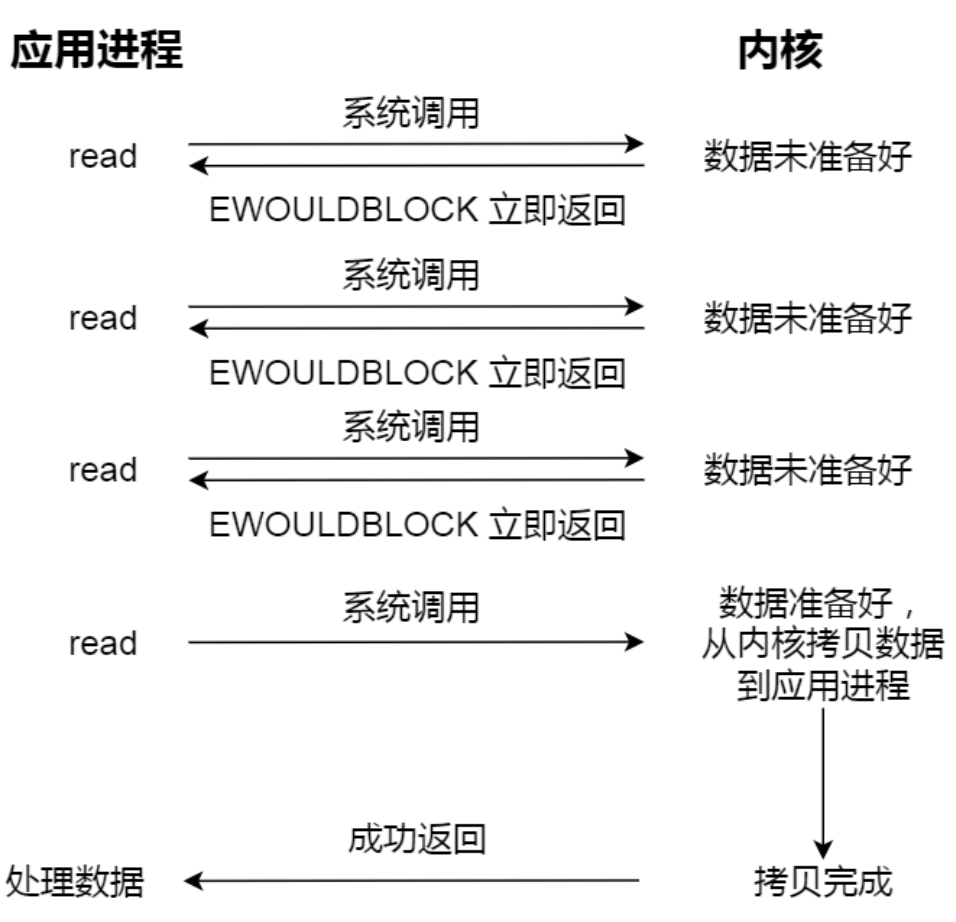 应用进程
内核
系统调用
read
数据未准备好
EWOULDBLOCK 立即返回
系统调用
read
数据未准备好
EWOULDBLOCK 立即返回
系统调用
read
数据未准备好
EWOULDBLOCK 立即返回
系统调用
read
数据准备好，
从内核拷贝数据
到应用进程
成功返回
处理数据
拷贝完成